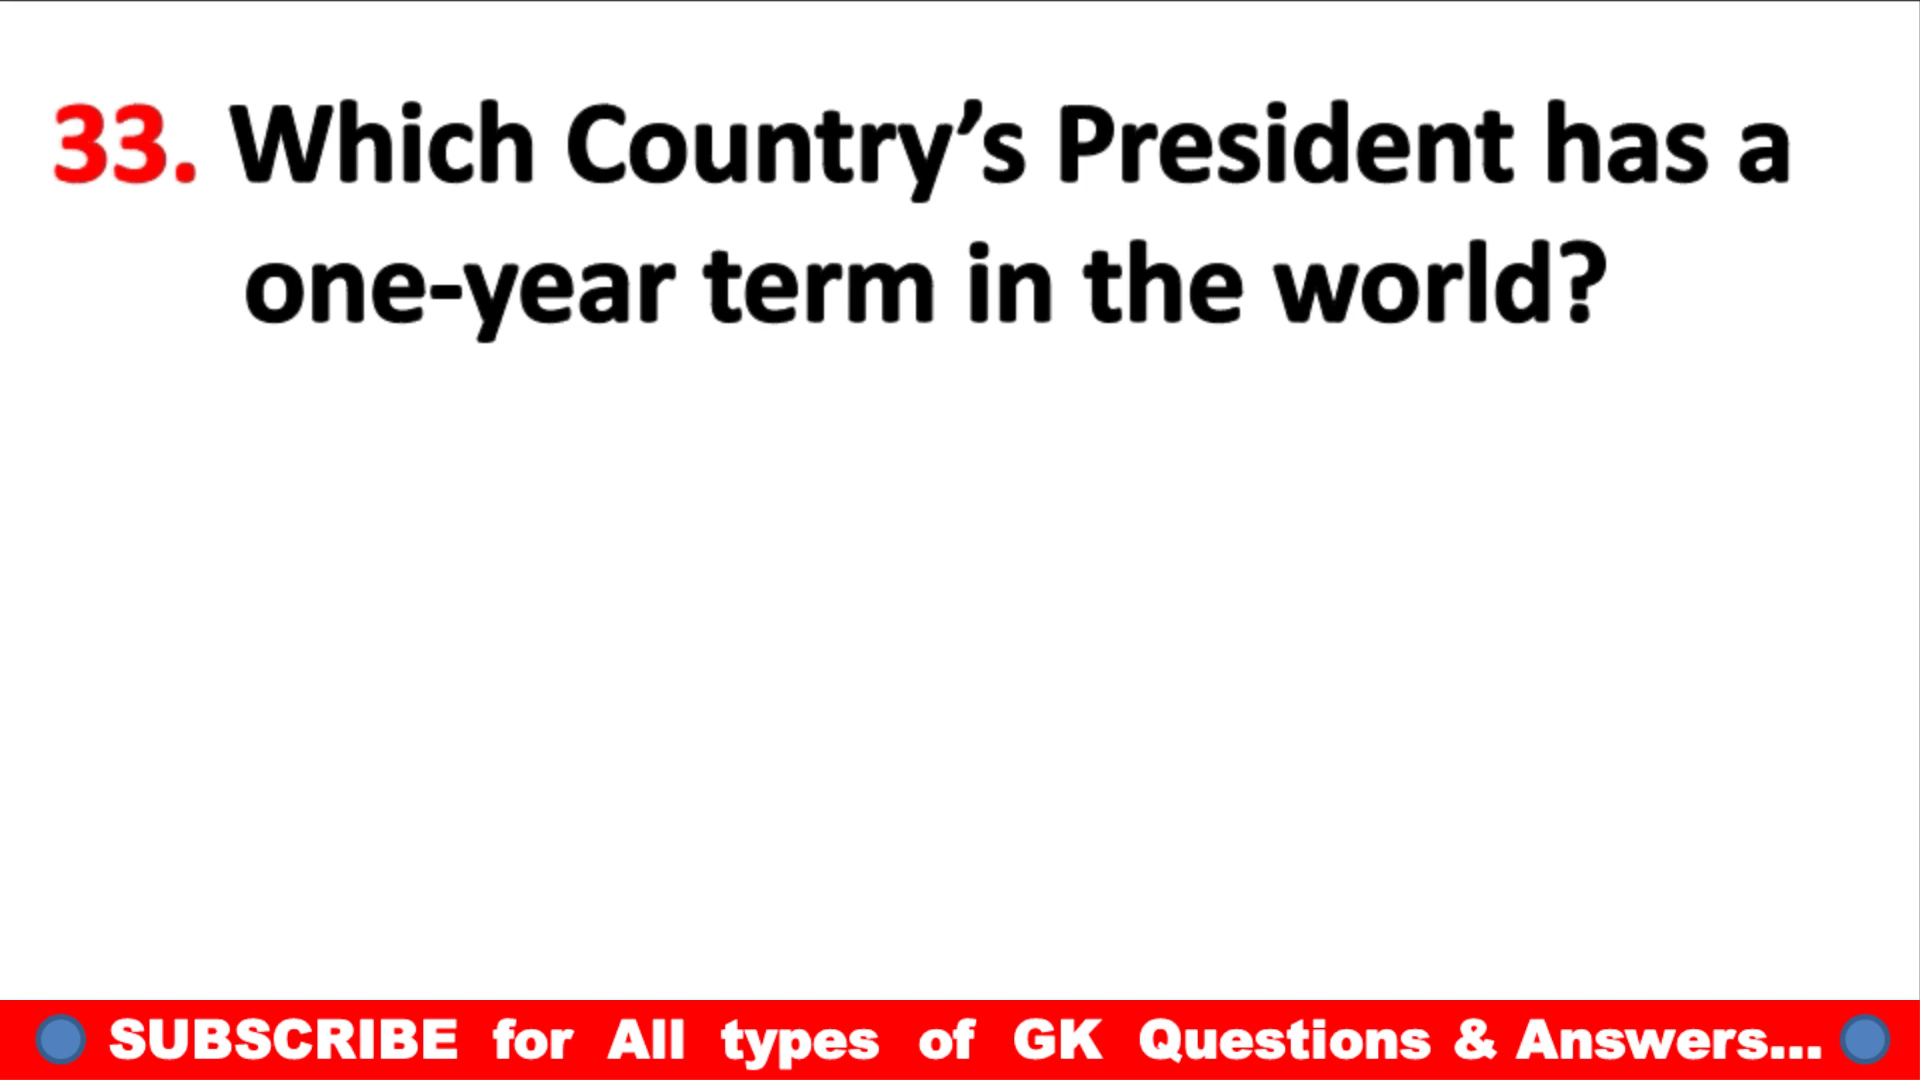 33. Which Country’s President has a
one-year term in the world?
SUBSCRIBE for All types of GK Questions & Answers...